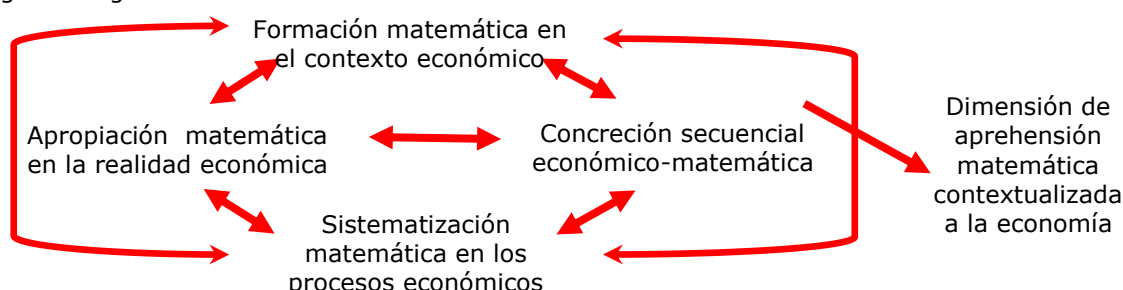 Formación matemática en
el contexto económico
Apropiación matemática
en la realidad económica
Concreción secuencial
económico-matemática
Sistematización
matemática en los
procesos económicos
Dimensión de
aprehensión
matemática
contextualizada
a la economía